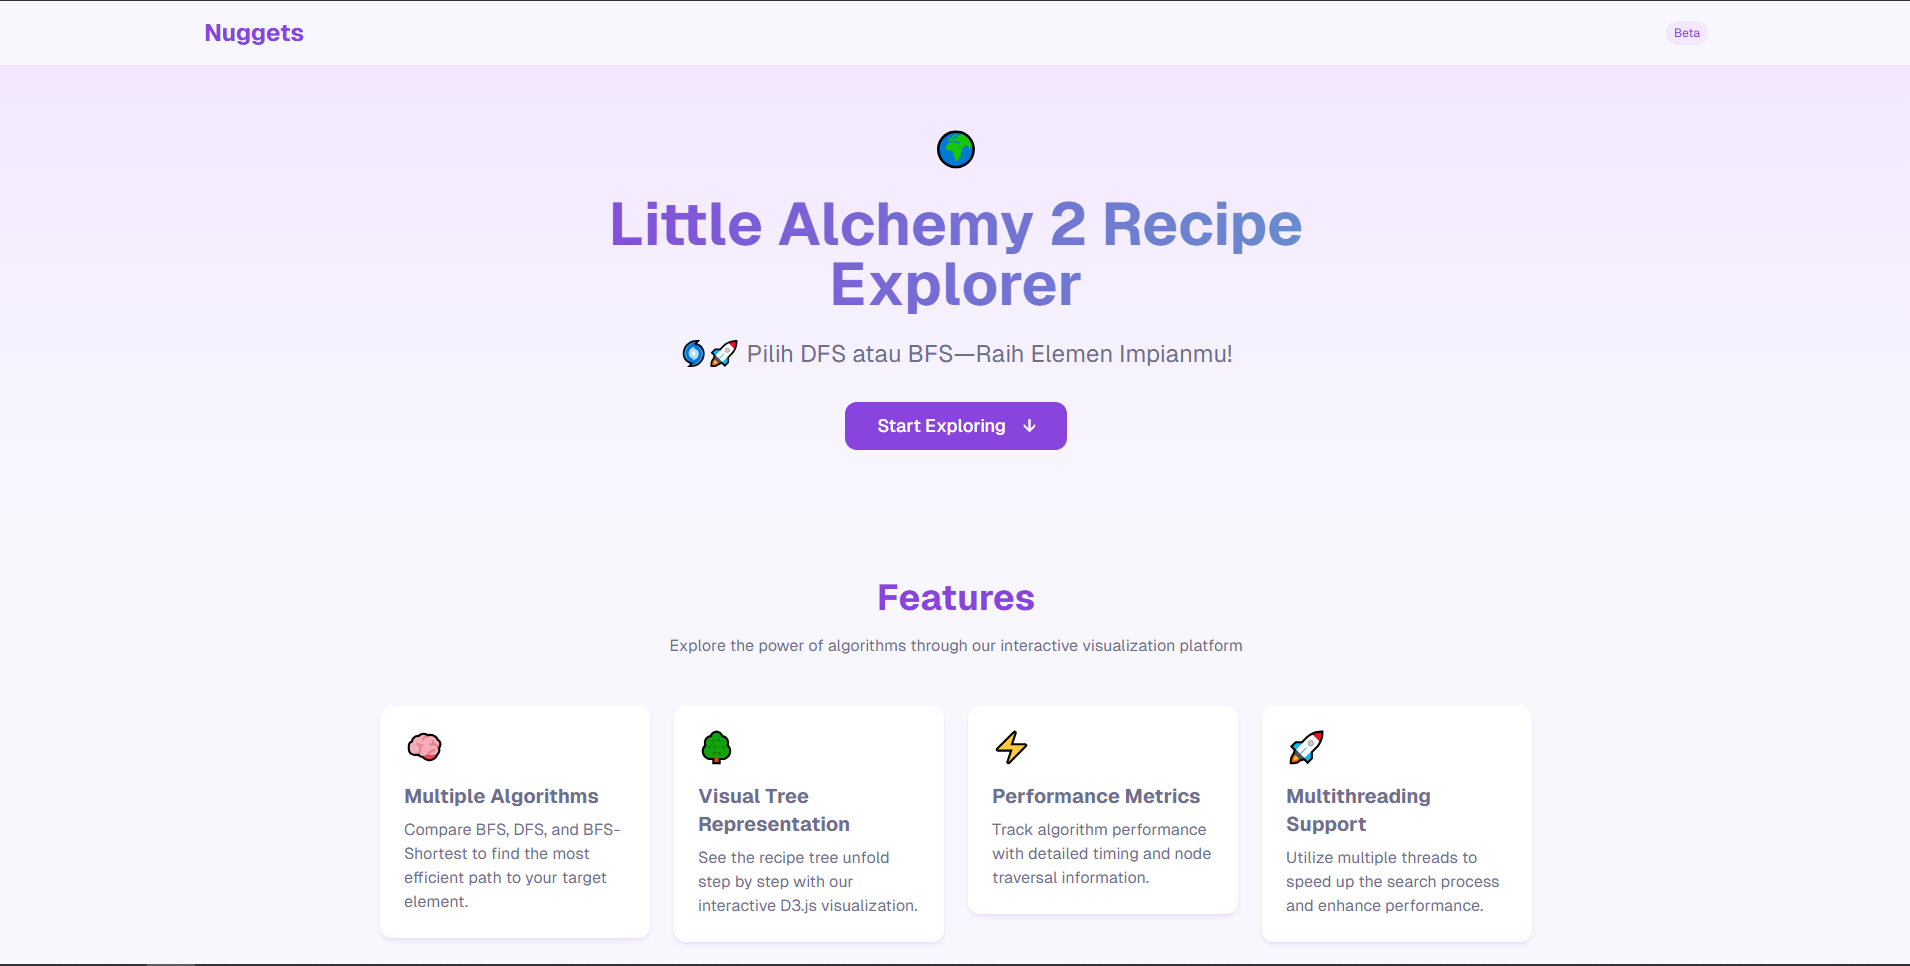 Nuggets
Beta
Little Alchemy 2 Recipe
Explorer
Pilih DFS atau BFS—Raih Elemen Impianmu!
Start Exploring ↓
Features
Explore the power of algorithms through our interactive visualization platform
Multiple Algorithms
Compare BFS, DFS, and BFS-
Shortest to find the most
efficient path to your target
element.
Visual Tree
Representation
See the recipe tree unfold
step by step with our
interactive D3.js visualization.
Performance Metrics
Track algorithm performance
with detailed timing and node
traversal information.
Multithreading
Support
Utilize multiple threads to
speed up the search process
and enhance performance.